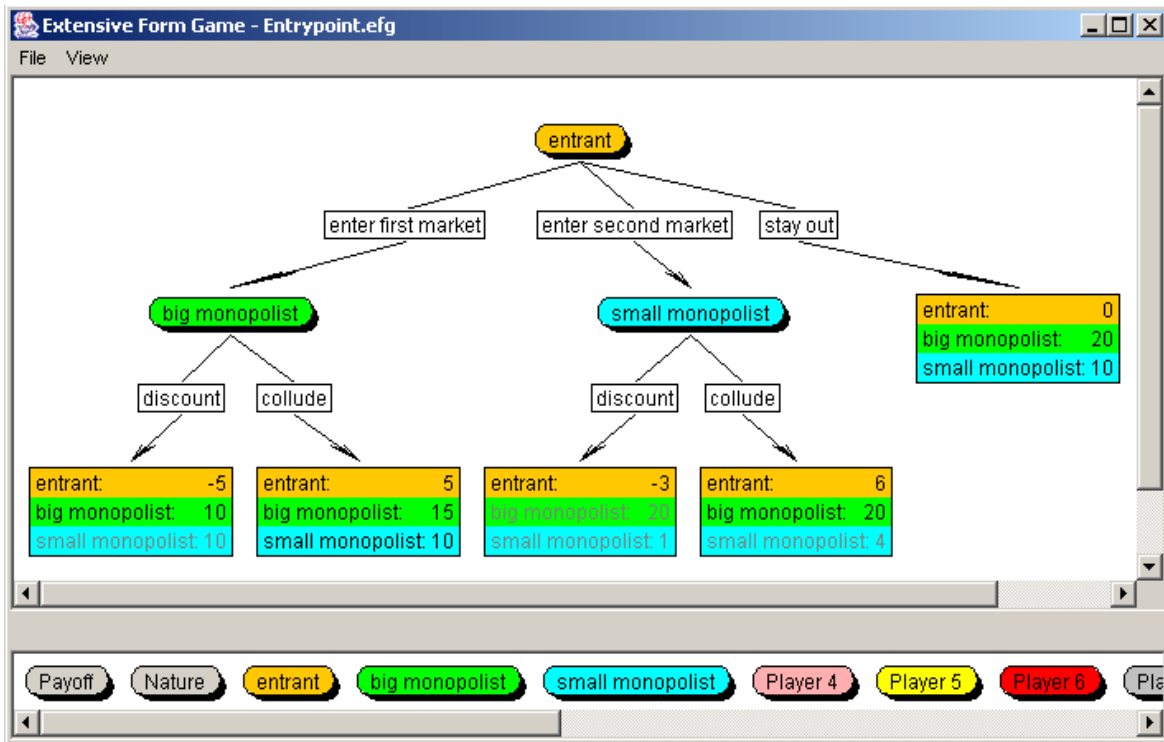 Extensive Form Game - Entrypoint.efg
File View
entrant
enter first market enter second market stay out
big monopolist small monopolist
entrant: 0
big monopolist: 20
small monopolist: 10
discount collude discount collude
entrant: -5
big monopolist: 10
small monopolist: 10
entrant: 5
big monopolist: 15
small monopolist: 10
entrant: -3
big monopolist: 20
small monopolist: 1
entrant: 6
big monopolist: 20
small monopolist: 4
Payoff Nature entrant big monopolist small monopolist Player 4 Player 5 Player 6 Pla